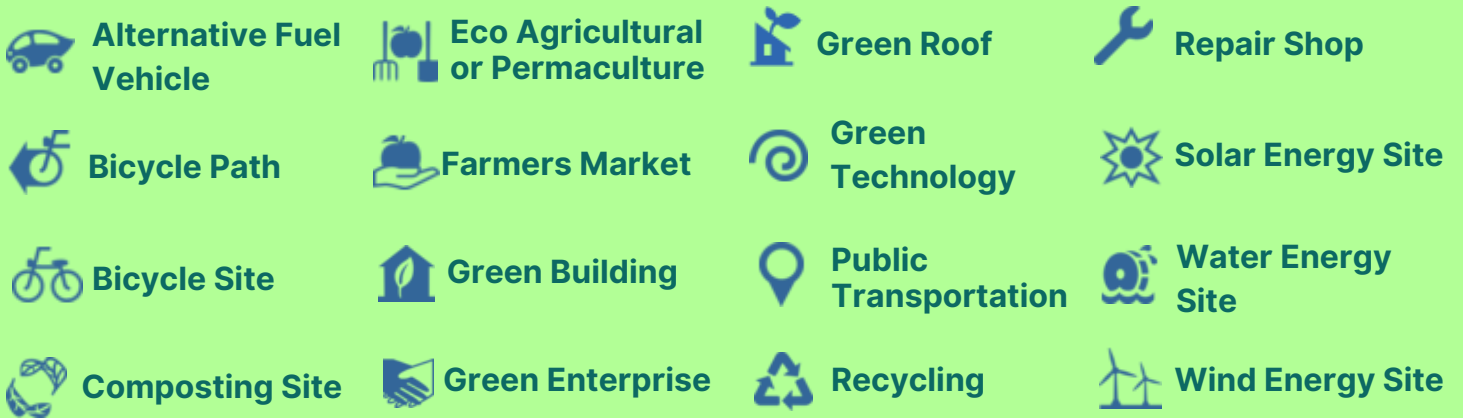 Alternative Fuel
Vehicle
Bicycle Path
Bicycle Site
Composting Site
Eco Agricultural
or Permaculture
Farmers Market
Green Building
Green Enterprise
Green Roof
Green
Technology
Public
Transportation
Recycling
Repair Shop
Solar Energy Site
Water Energy
Site
Wind Energy Site